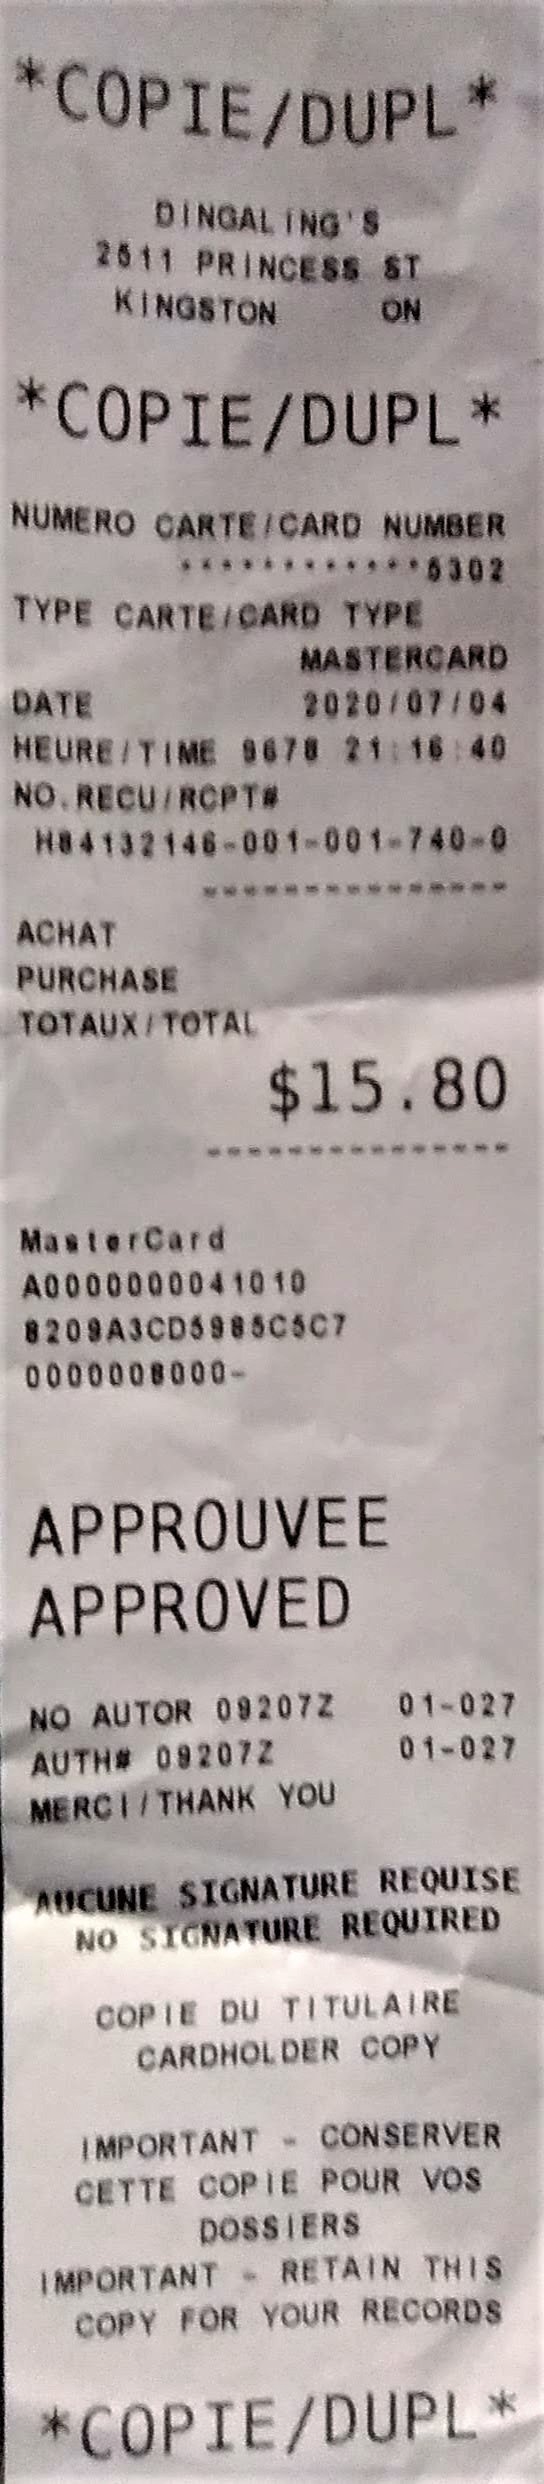 *COPIE/DUPL*
DINGALING'S
2611 PRINCESS ST
KINGSTON ON
*COPIE/DUPL*
NUMERO CARTE/CARD NUMBER
************5302
TYPE CARTE/CARD TYPE
MASTERCARD
DATE 2020/07/04
HEURE/TIME 9678 21:16:40
NO.RECU/RCPT#
H84132146-001-001-740-0
---------------
ACHAT
PURCHASE
TOTAUX/TOTAL
$15.80
---------------
MasterCard
A0000000041010
8209A3CD5985C5C7
0000008000-
APPROUVEE
APPROVED
NO AUTOR 09207Z 01-027
AUTH# 09207Z 01-027
MERCI/THANK YOU
AUCUNE SIGNATURE REQUISE
NO SIGNATURE REQUIRED
COPIE DU TITULAIRE
CARDHOLDER COPY
IMPORTANT - CONSERVER
CETTE COPIE POUR VOS
DOSSIERS
IMPORTANT - RETAIN THIS
COPY FOR YOUR RECORDS
*COPIE/DUPL*